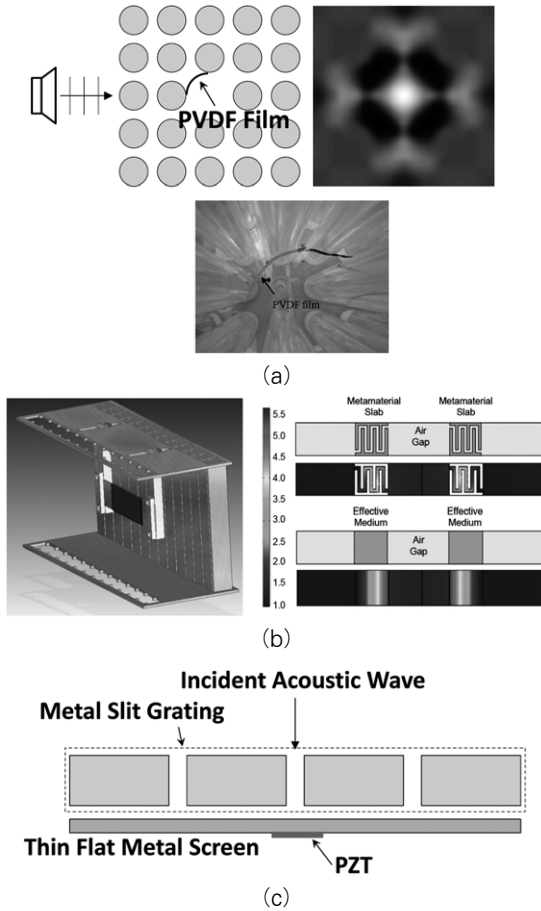 PVDF Film
PVDF film
(a)
5.5
5.0
4.5
4.0
3.5
3.0
2.5
2.0
1.5
1.0
Metamaterial
Slab
Metamaterial
Slab
Air
Gap
Effective
Medium
Effective
Medium
Air
Gap
(b)
Incident Acoustic Wave
Metal Slit Grating
Thin Flat Metal Screen
PZT
(c)